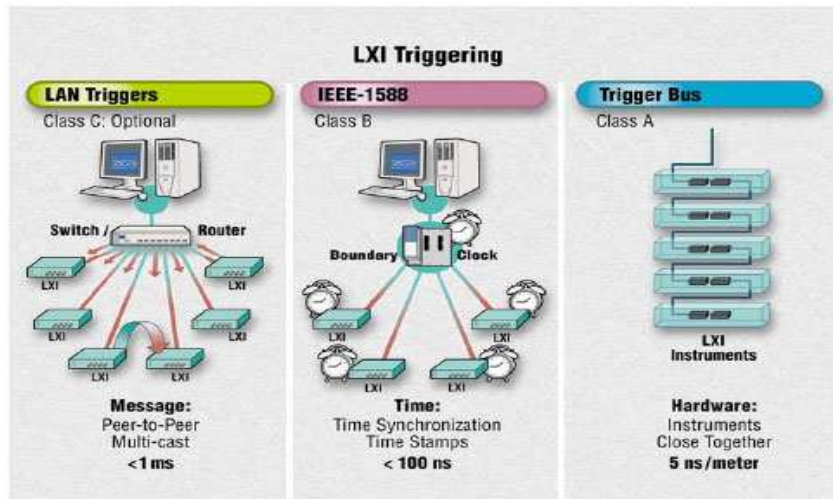 LXI Triggering
LAN Triggers
Class C: Optional
Switch / Router
LXI
LXI
LXI
LXI
LXI
LXI
Message:
Peer-to-Peer
Multi-cast
<1ms
IEEE-1588
Class B
Boundary Clock
LXI
LXI
LXI
LXI
Time:
Time Synchronization
Time Stamps
< 100 ns
Trigger Bus
Class A
LXI
Instruments
Hardware:
Instruments
Close Together
5 ns/meter